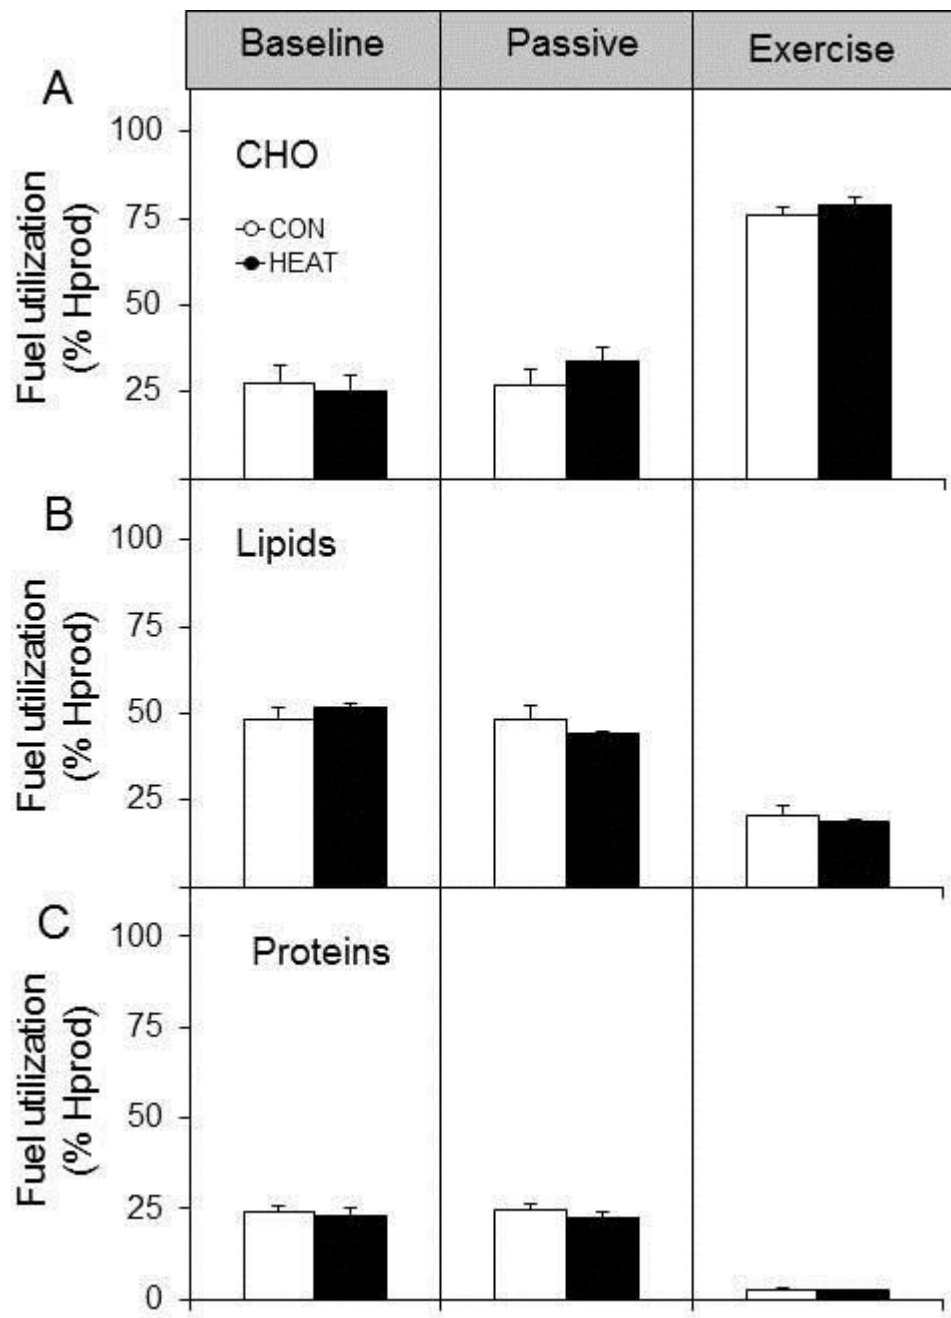 Baseline Passive Exercise
A
100
75
50
25
Fuel utilization
(% Hprod)
CHO
CON
HEAT
B
100
75
50
25
Fuel utilization
(% Hprod)
Lipids
C
100
75
50
25
0
Fuel utilization
(% Hprod)
Proteins